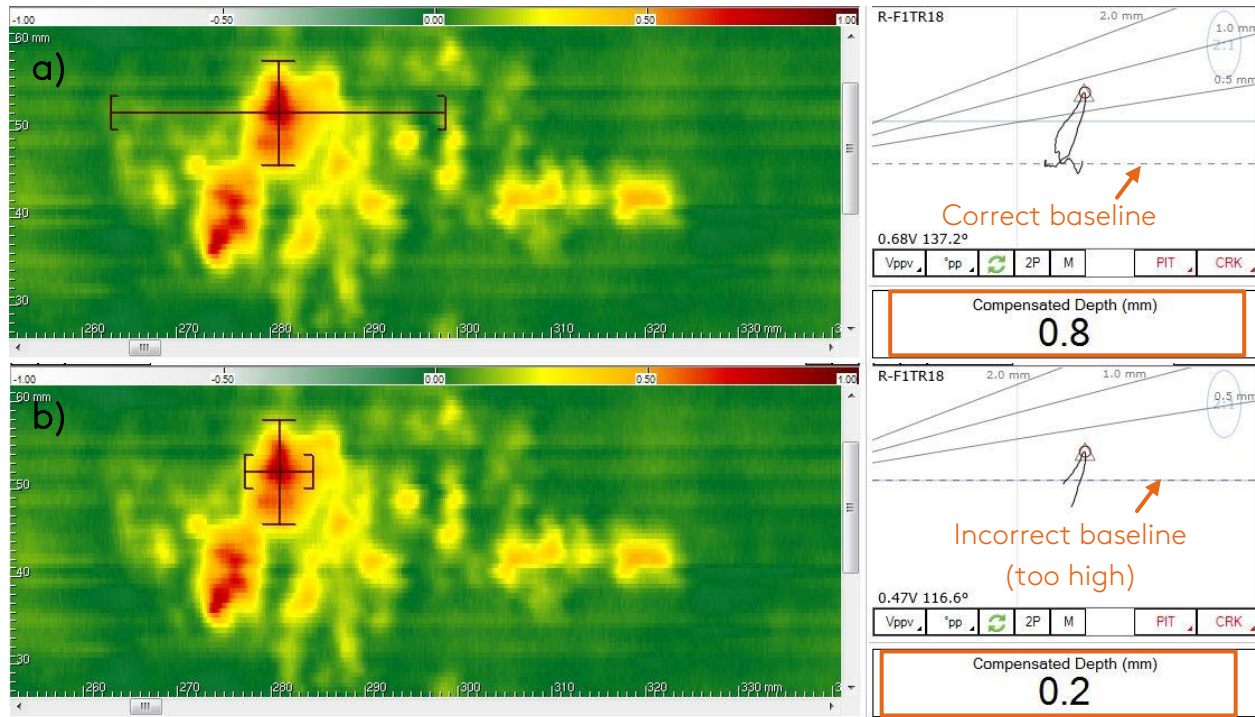 -1.00 -0.50 0.00 0.50 1.00
60 mm
a)
50
40
30
260 270 280 290 300 310 320 330 mm
R-F1TR18
2.0 mm
1.0 mm
2:1
0.5 mm
Correct baseline
0.68V 137.2°
Vppv °pp 2P M PIT CRK
Compensated Depth (mm)
0.8
-1.00 -0.50 0.00 0.50 1.00
60 mm
b)
50
40
30
260 270 280 290 300 310 320 330 mm
R-F1TR18
2.0 mm
1.0 mm
0.5 mm
2:1
Incorrect baseline
(too high)
0.47V 116.6°
Vppv °pp 2P M PIT CRK
Compensated Depth (mm)
0.2